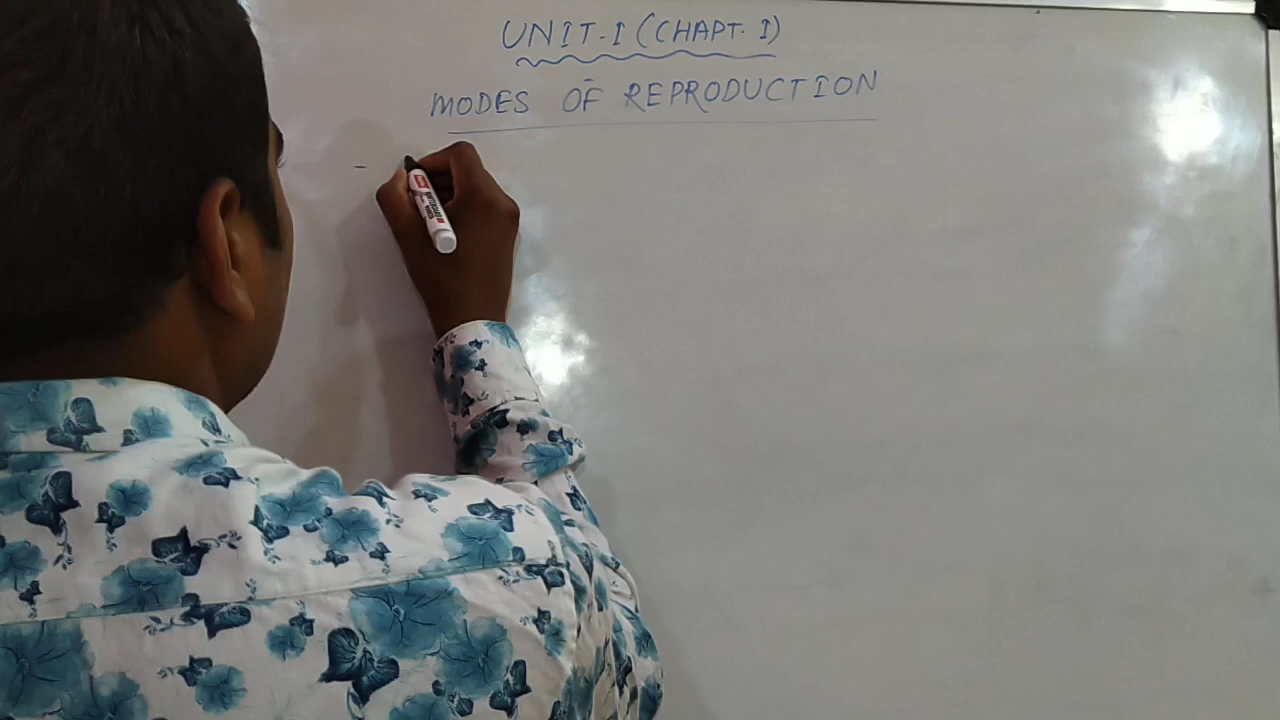 UNIT-I (CHAPT. I)
MODES OF REPRODUCTION
-